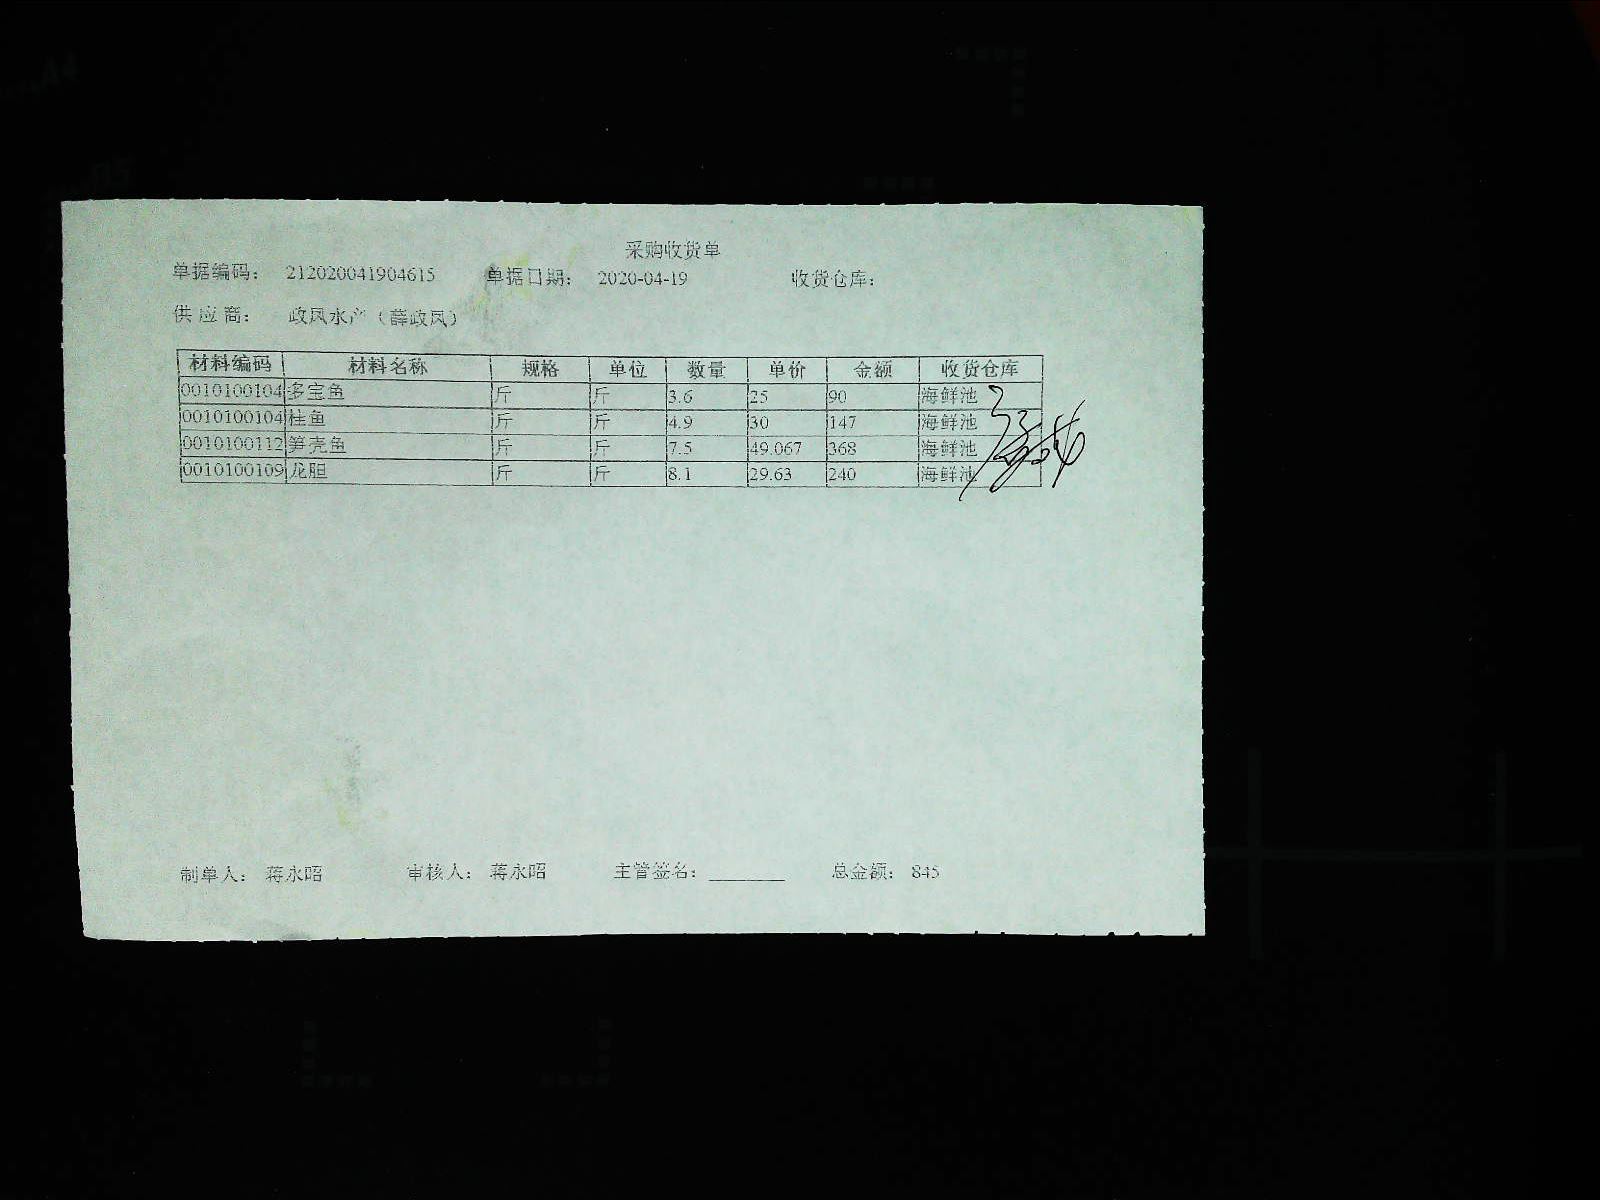 采购收货单
单据编码： 212020041904615 单据日期： 2020-04-19 收货仓库：
供 应 商： 政凤水产（薛政凤）
材料编码 材料名称 规格 单位 数量 单价 金额 收货仓库
0010100104 多宝鱼 斤 斤 3.6 25 90 海鲜池
0010100104 桂鱼 斤 斤 4.9 30 147 海鲜池
0010100112 笋壳鱼 斤 斤 7.5 49.067 368 海鲜池
0010100109 龙胆 斤 斤 8.1 29.63 240 海鲜池
制单人： 蒋永昭 审核人： 蒋永昭 主管签名：________ 总金额： 845